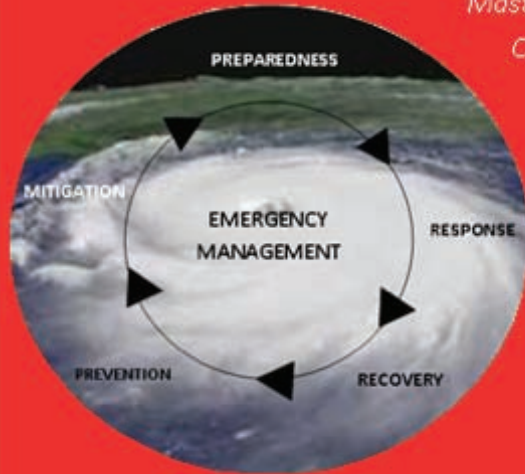 PREPAREDNESS
MITIGATION
EMERGENCY
MANAGEMENT
RESPONSE
PREVENTION
RECOVERY